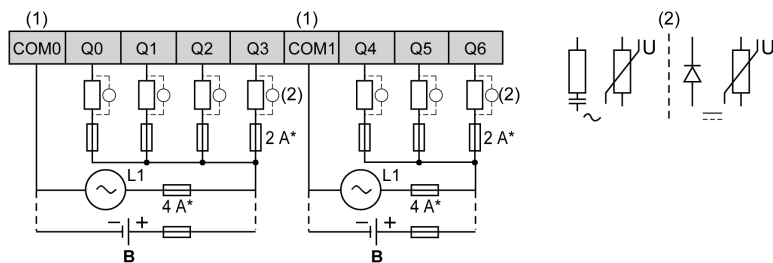 (1) (1) (2)
COM0 Q0 Q1 Q2 Q3 COM1 Q4 Q5 Q6
U U
(2) (2)
2 A* 2 A*
L1 L1
4 A* 4 A*
− + − +
B B